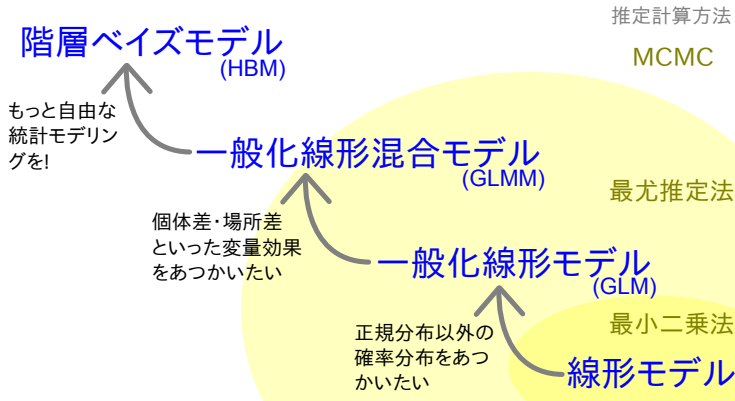 推定計算方法
階層ベイズモデル
(HBM)
MCMC
もっと自由な
統計モデリン
グを!
一般化線形混合モデル
(GLMM)
最尤推定法
個体差・場所差
といった変量効果
をあつかいたい
一般化線形モデル
(GLM)
最小二乗法
正規分布以外の
確率分布をあつ
かいたい
線形モデル